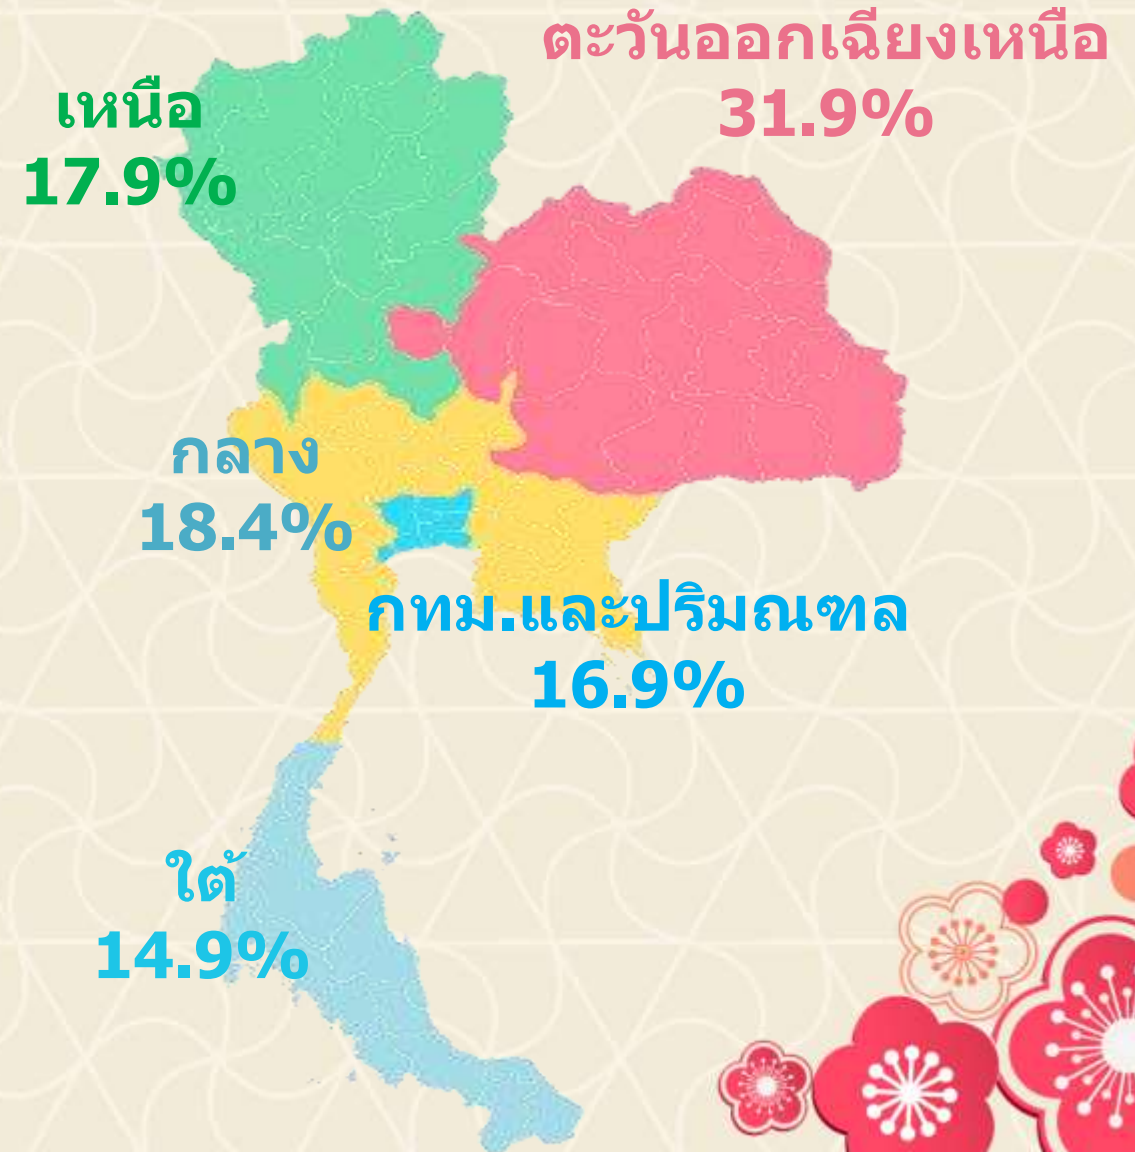 ตะวันออกเฉียงเหนือ
31.9%
เหนือ
17.9%
กลาง
18.4%
กทม.และปริมณฑล
16.9%
ใต้
14.9%